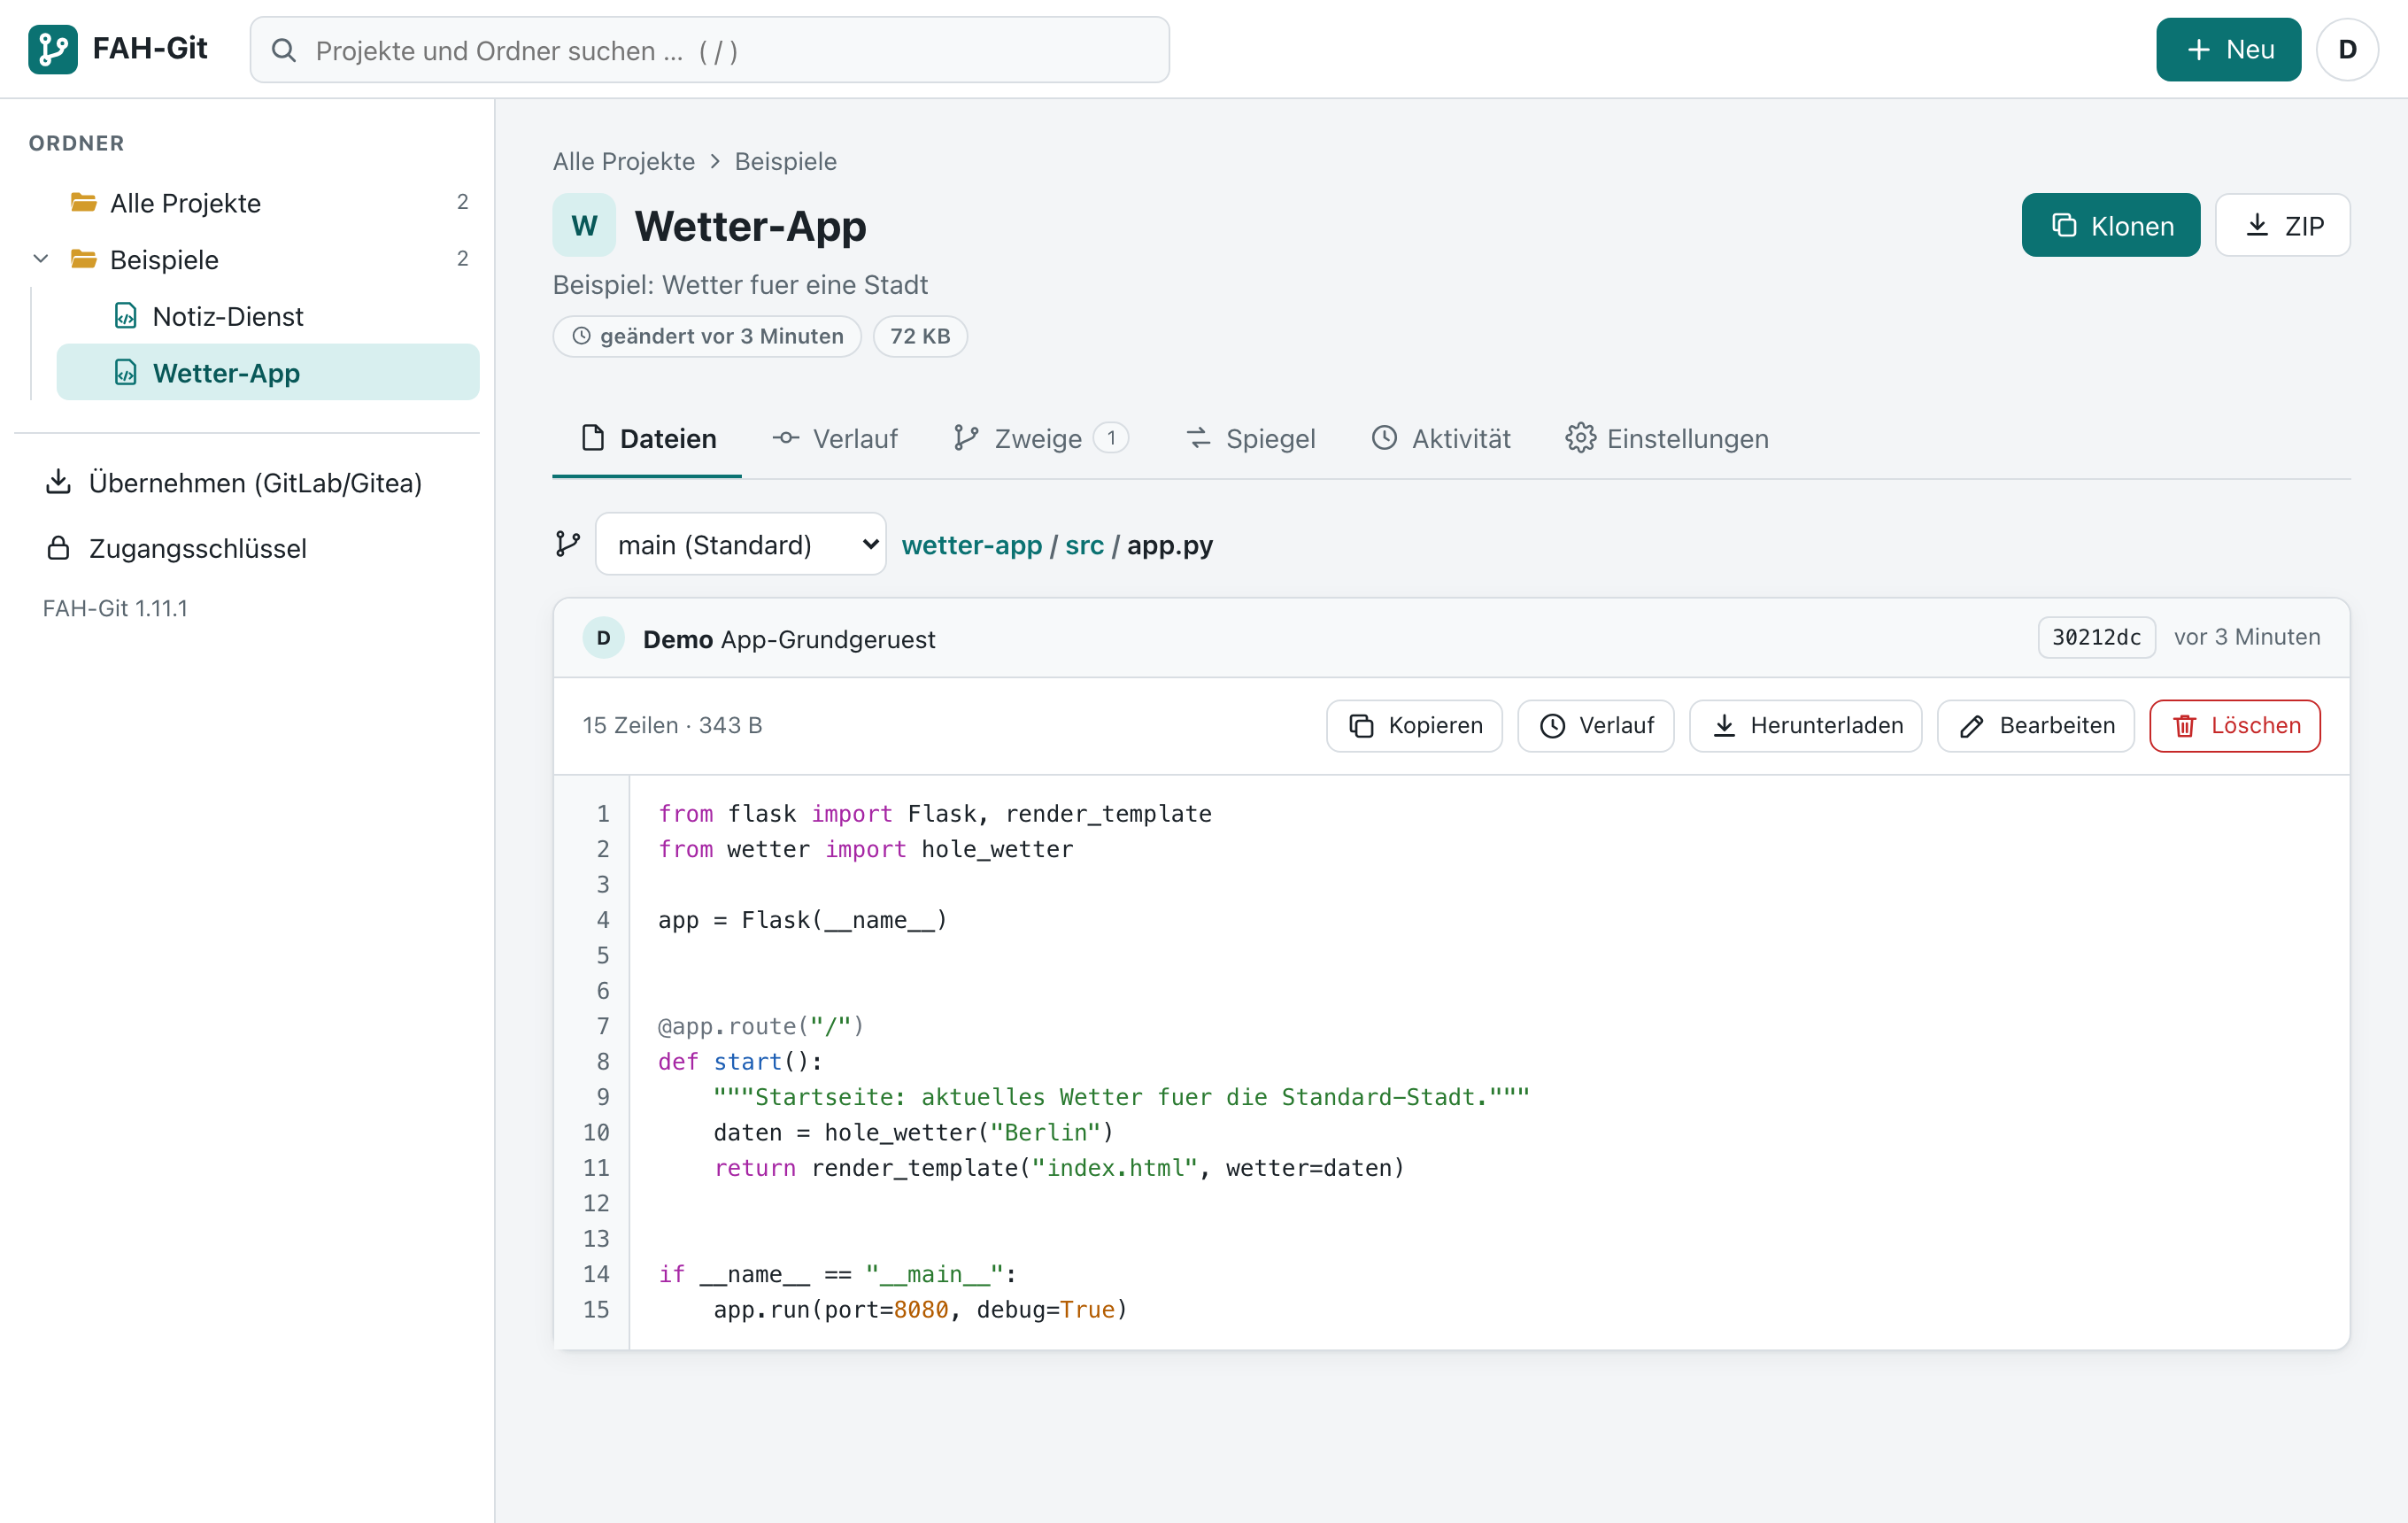 FAH-Git
Projekte und Ordner suchen ... ( / )
Neu
D
ORDNER
Alle Projekte 2
Beispiele 2
Notiz-Dienst
Wetter-App
Übernehmen (GitLab/Gitea)
Zugangsschlüssel
FAH-Git 1.11.1
Alle Projekte > Beispiele
W Wetter-App
Klonen
ZIP
Beispiel: Wetter fuer eine Stadt
geändert vor 3 Minuten 72 KB
Dateien Verlauf Zweige 1 Spiegel Aktivität Einstellungen
main (Standard) wetter-app / src / app.py
D Demo App-Grundgeruest 30212dc vor 3 Minuten
15 Zeilen · 343 B Kopieren Verlauf Herunterladen Bearbeiten Löschen
1 from flask import Flask, render_template
2 from wetter import hole_wetter
3
4 app = Flask(__name__)
5
6
7 @app.route("/")
8 def start():
9     """Startseite: aktuelles Wetter fuer die Standard-Stadt."""
10     daten = hole_wetter("Berlin")
11     return render_template("index.html", wetter=daten)
12
13
14 if __name__ == "__main__":
15     app.run(port=8080, debug=True)